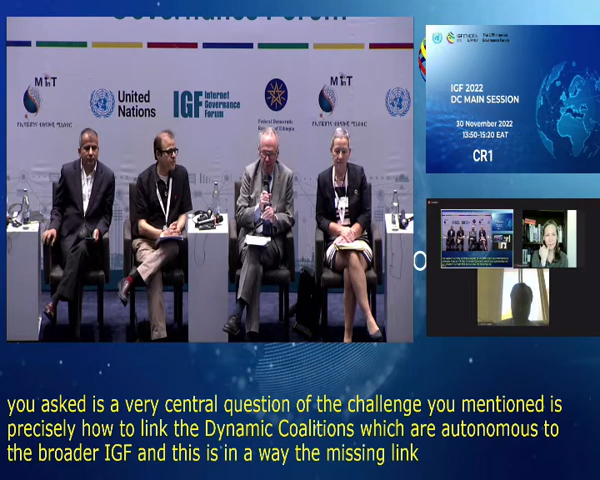 Governance Forum
United
Nations
IGF
Internet
Governance
Forum
Federal Democratic
Republic of Ethiopia
IGF 2022
DC MAIN SESSION
30 November 2022
13:50-15:20 EAT
CR1
you asked is a very central question of the challenge you mentioned is
precisely how to link the Dynamic Coalitions which are autonomous to
the broader IGF and this is in a way the missing link